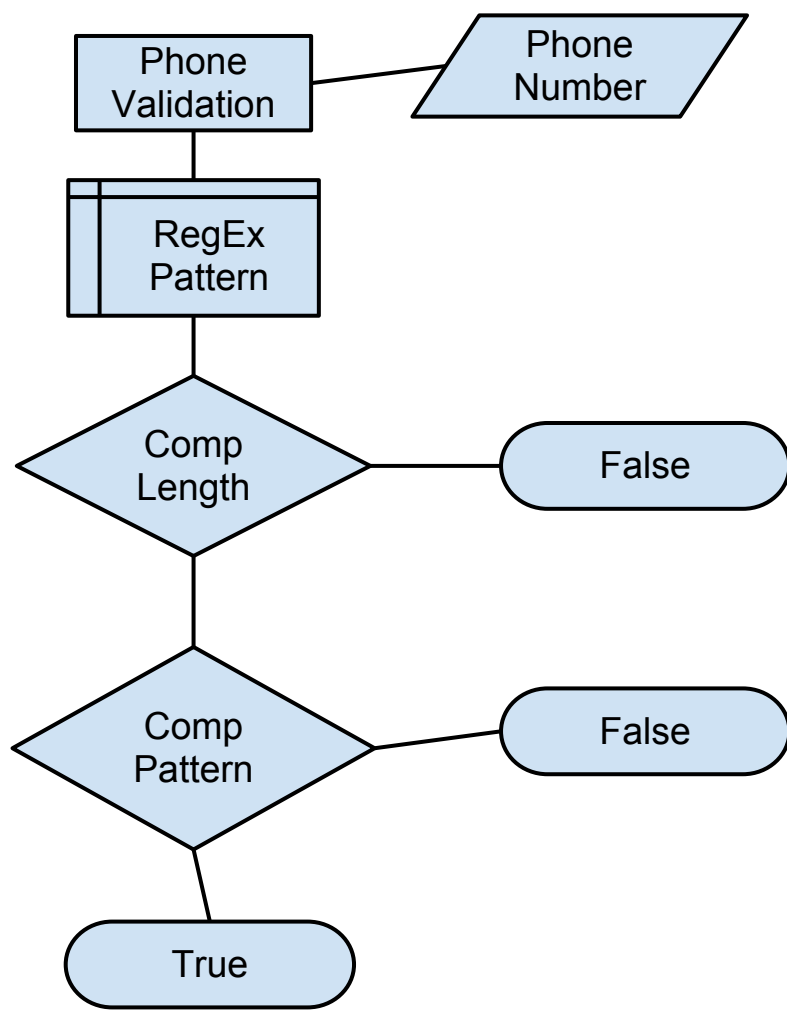 Phone
Validation
Phone
Number
RegEx
Pattern
Comp
Length
False
Comp
Pattern
False
True